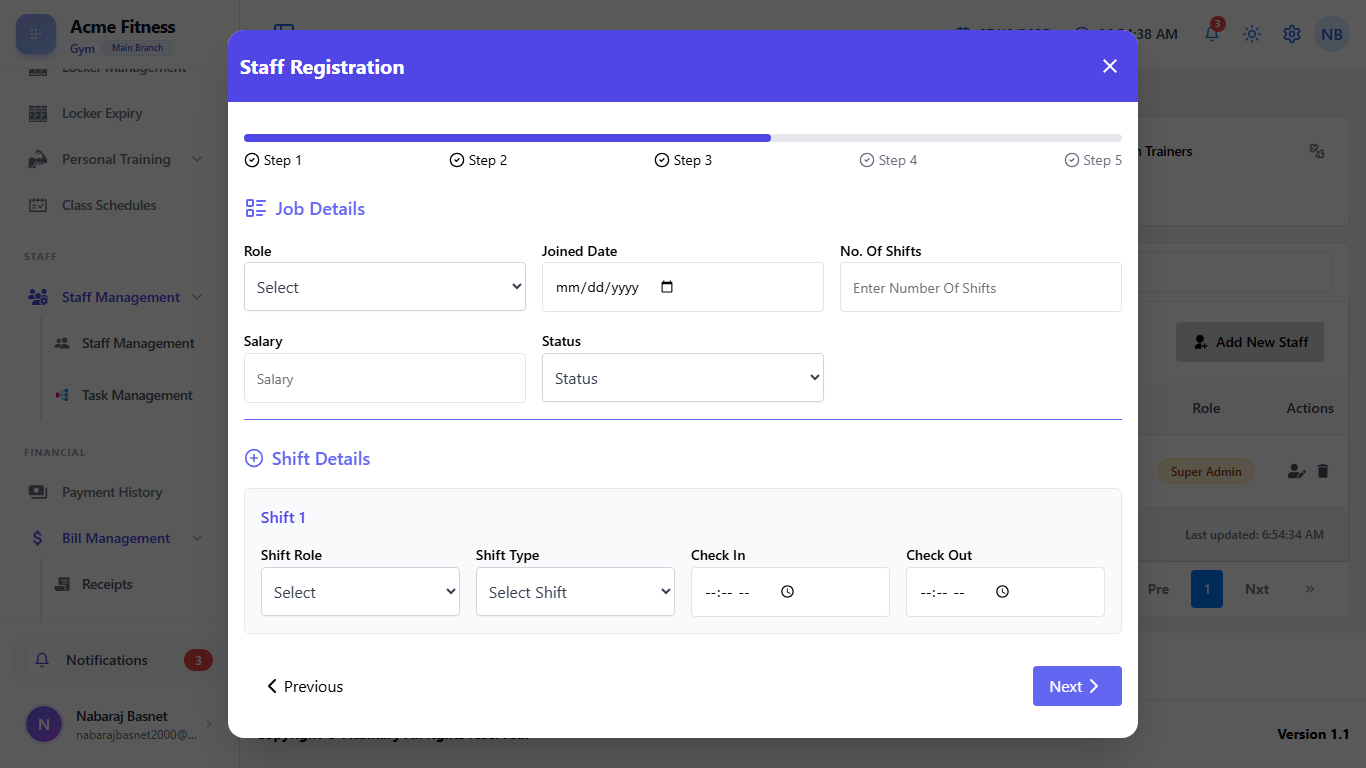 Acme Fitness
Gym Main Branch
38 AM
3
NB
Locker Management
Locker Expiry
Personal Training
Class Schedules
STAFF
Staff Management
Staff Management
Task Management
FINANCIAL
Payment History
Bill Management
Receipts
Notifications 3
N
Nabaraj Basnet
nabarajbasnet2000@...
Staff Registration
Step 1 Step 2 Step 3 Step 4 Step 5
Job Details
Role Joined Date No. Of Shifts
Select mm/dd/yyyy Enter Number Of Shifts
Salary Status
Salary Status
Shift Details
Shift 1
Shift Role Shift Type Check In Check Out
Select Select Shift --:-- -- --:-- --
Previous Next
Trainers
Add New Staff
Role Actions
Super Admin
Last updated: 6:54:34 AM
Pre 1 Nxt »
Version 1.1